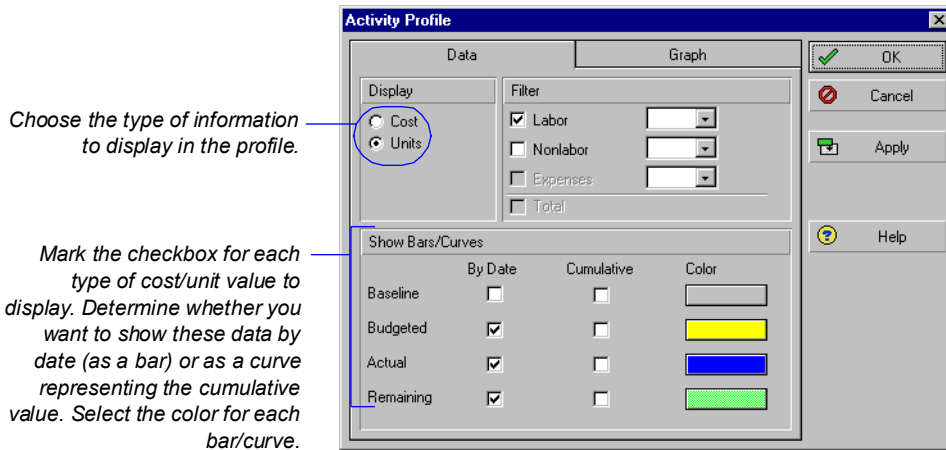 Activity Profile
Data
Graph
OK
Cancel
Apply
Help
Display
Cost
Units
Filter
Labor
Nonlabor
Expenses
Total
Choose the type of information
to display in the profile.
Show Bars/Curves
By Date Cumulative Color
Baseline
Budgeted
Actual
Remaining
Mark the checkbox for each
type of cost/unit value to
display. Determine whether you
want to show these data by
date (as a bar) or as a curve
representing the cumulative
value. Select the color for each
bar/curve.